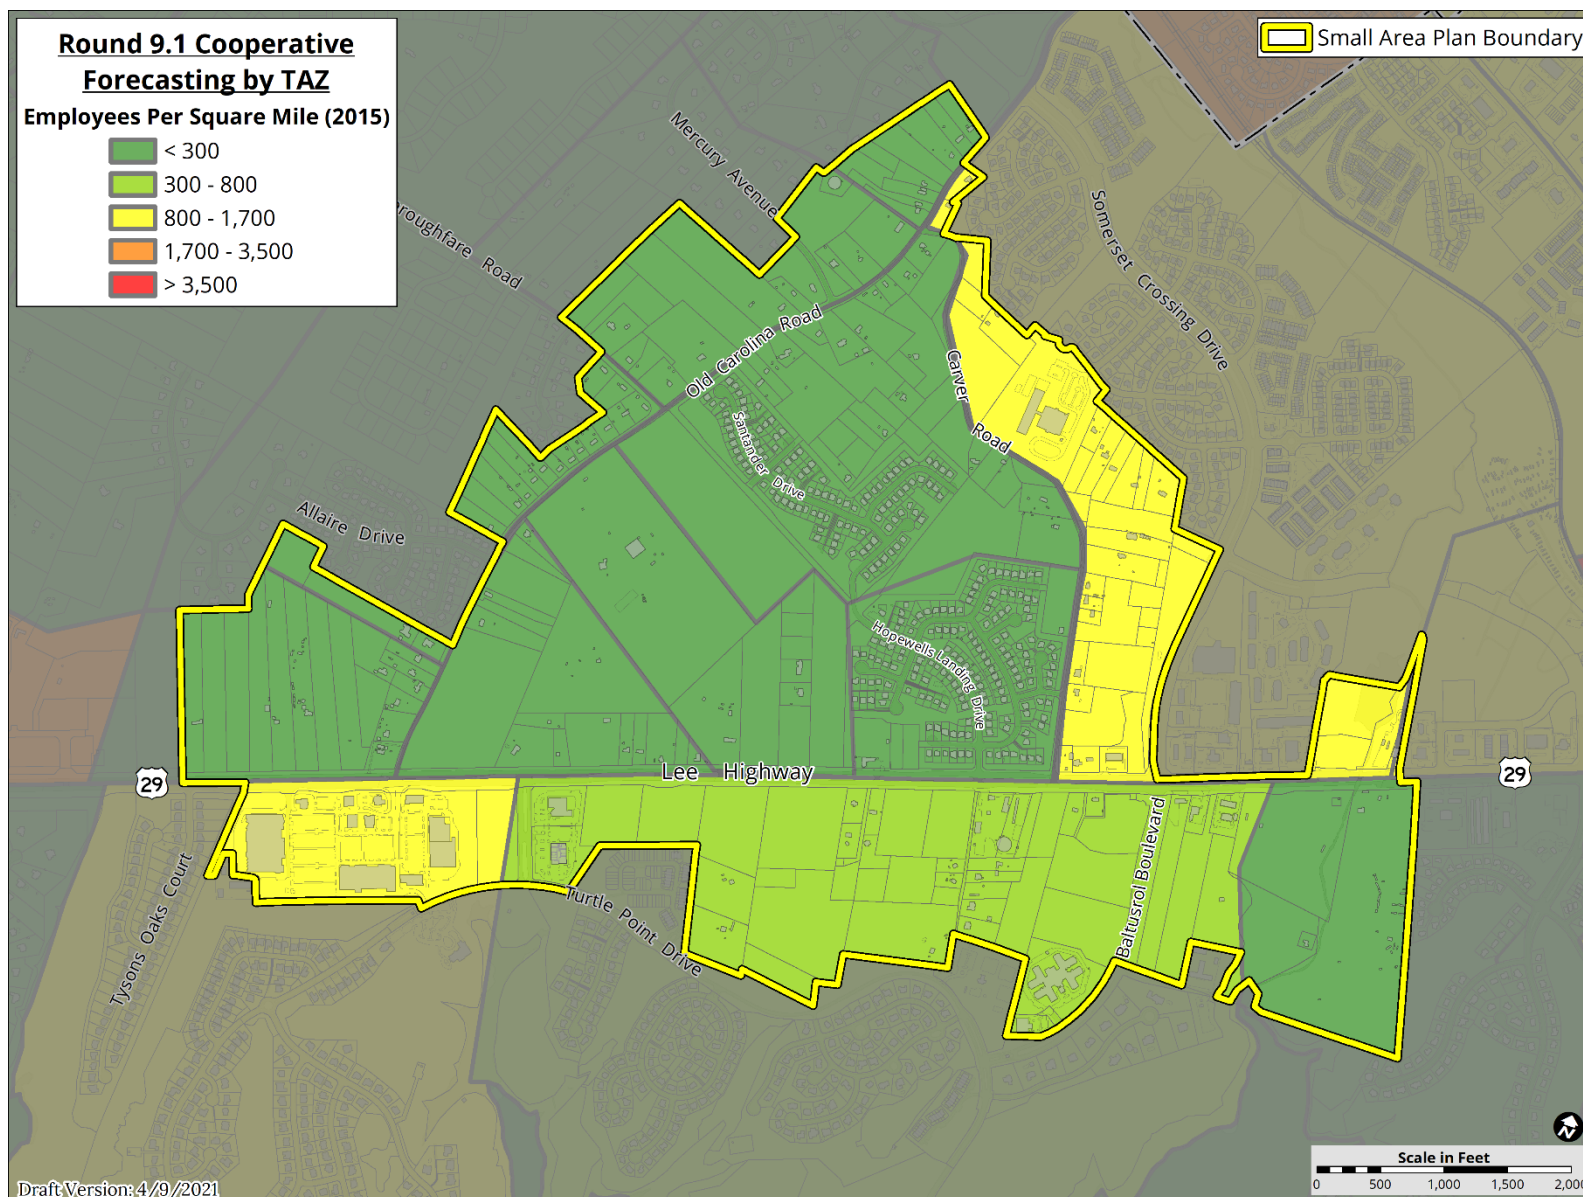 Round 9.1 Cooperative
Forecasting by TAZ
Employees Per Square Mile (2015)
< 300
300 - 800
800 - 1,700
1,700 - 3,500
> 3,500
Small Area Plan Boundary
Mercury Avenue
Road
Somerset Crossing Drive
Old Carolina Road
Carver Road
Santander Drive
Allaire Drive
Hopewells Landing Drive
Lee Highway
29
29
Tysons Oaks Court
Turtle Point Drive
Baltusrol Boulevard
N
Scale in Feet
0 500 1,000 1,500 2,000
Draft Version: 4/9/2021